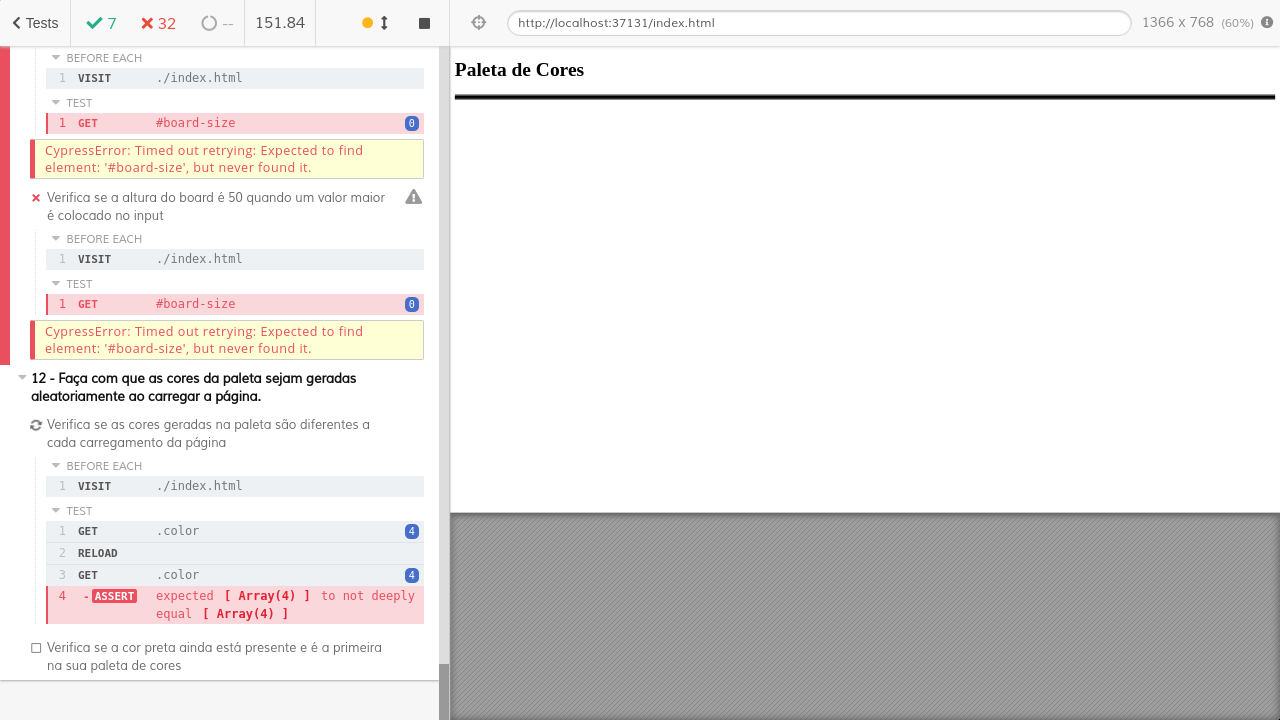 Tests 7 32 -- 151.84
http://localhost:37131/index.html 1366 x 768 (60%)
BEFORE EACH
1 VISIT ./index.html
TEST
1 GET #board-size 0
CypressError: Timed out retrying: Expected to find
element: '#board-size', but never found it.
Verifica se a altura do board é 50 quando um valor maior
é colocado no input
BEFORE EACH
1 VISIT ./index.html
TEST
1 GET #board-size 0
CypressError: Timed out retrying: Expected to find
element: '#board-size', but never found it.
12 - Faça com que as cores da paleta sejam geradas
aleatoriamente ao carregar a página.
Verifica se as cores geradas na paleta são diferentes a
cada carregamento da página
BEFORE EACH
1 VISIT ./index.html
TEST
1 GET .color 4
2 RELOAD
3 GET .color 4
4 -ASSERT expected [ Array(4) ] to not deeply
equal [ Array(4) ]
Verifica se a cor preta ainda está presente e é a primeira
na sua paleta de cores
Paleta de Cores